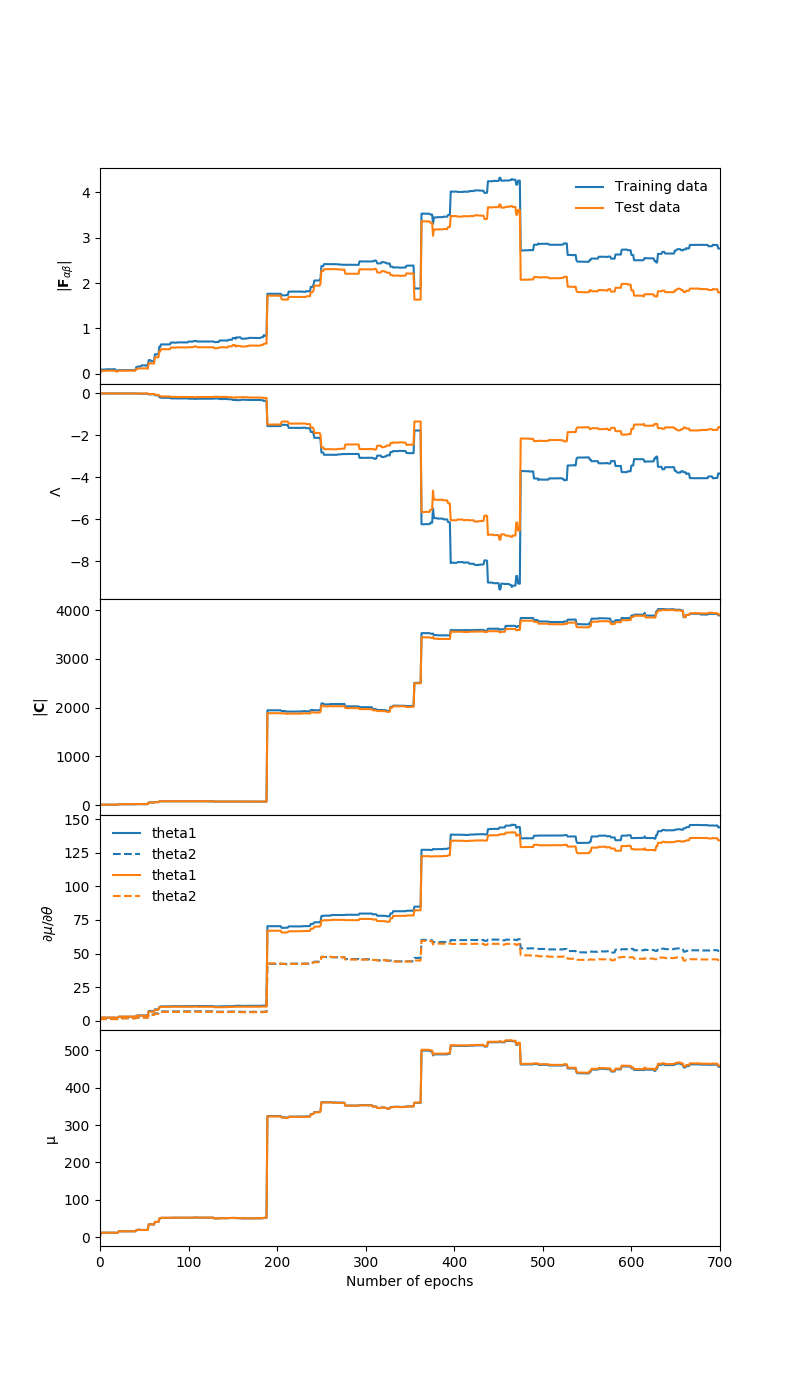 4
3
2
1
0
|F_{αβ}|
Training data
Test data
0
−2
−4
−6
−8
Λ
4000
3000
2000
1000
0
|C|
150
125
100
75
50
25
0
∂μ/∂θ
theta1
theta2
theta1
theta2
500
400
300
200
100
0
μ
0 100 200 300 400 500 600 700
Number of epochs